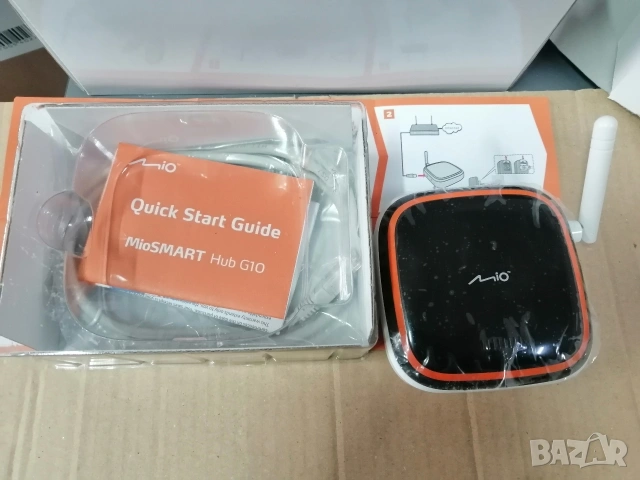 mio
Quick Start Guide
MioSMART Hub G10
2
mio
BAZAR